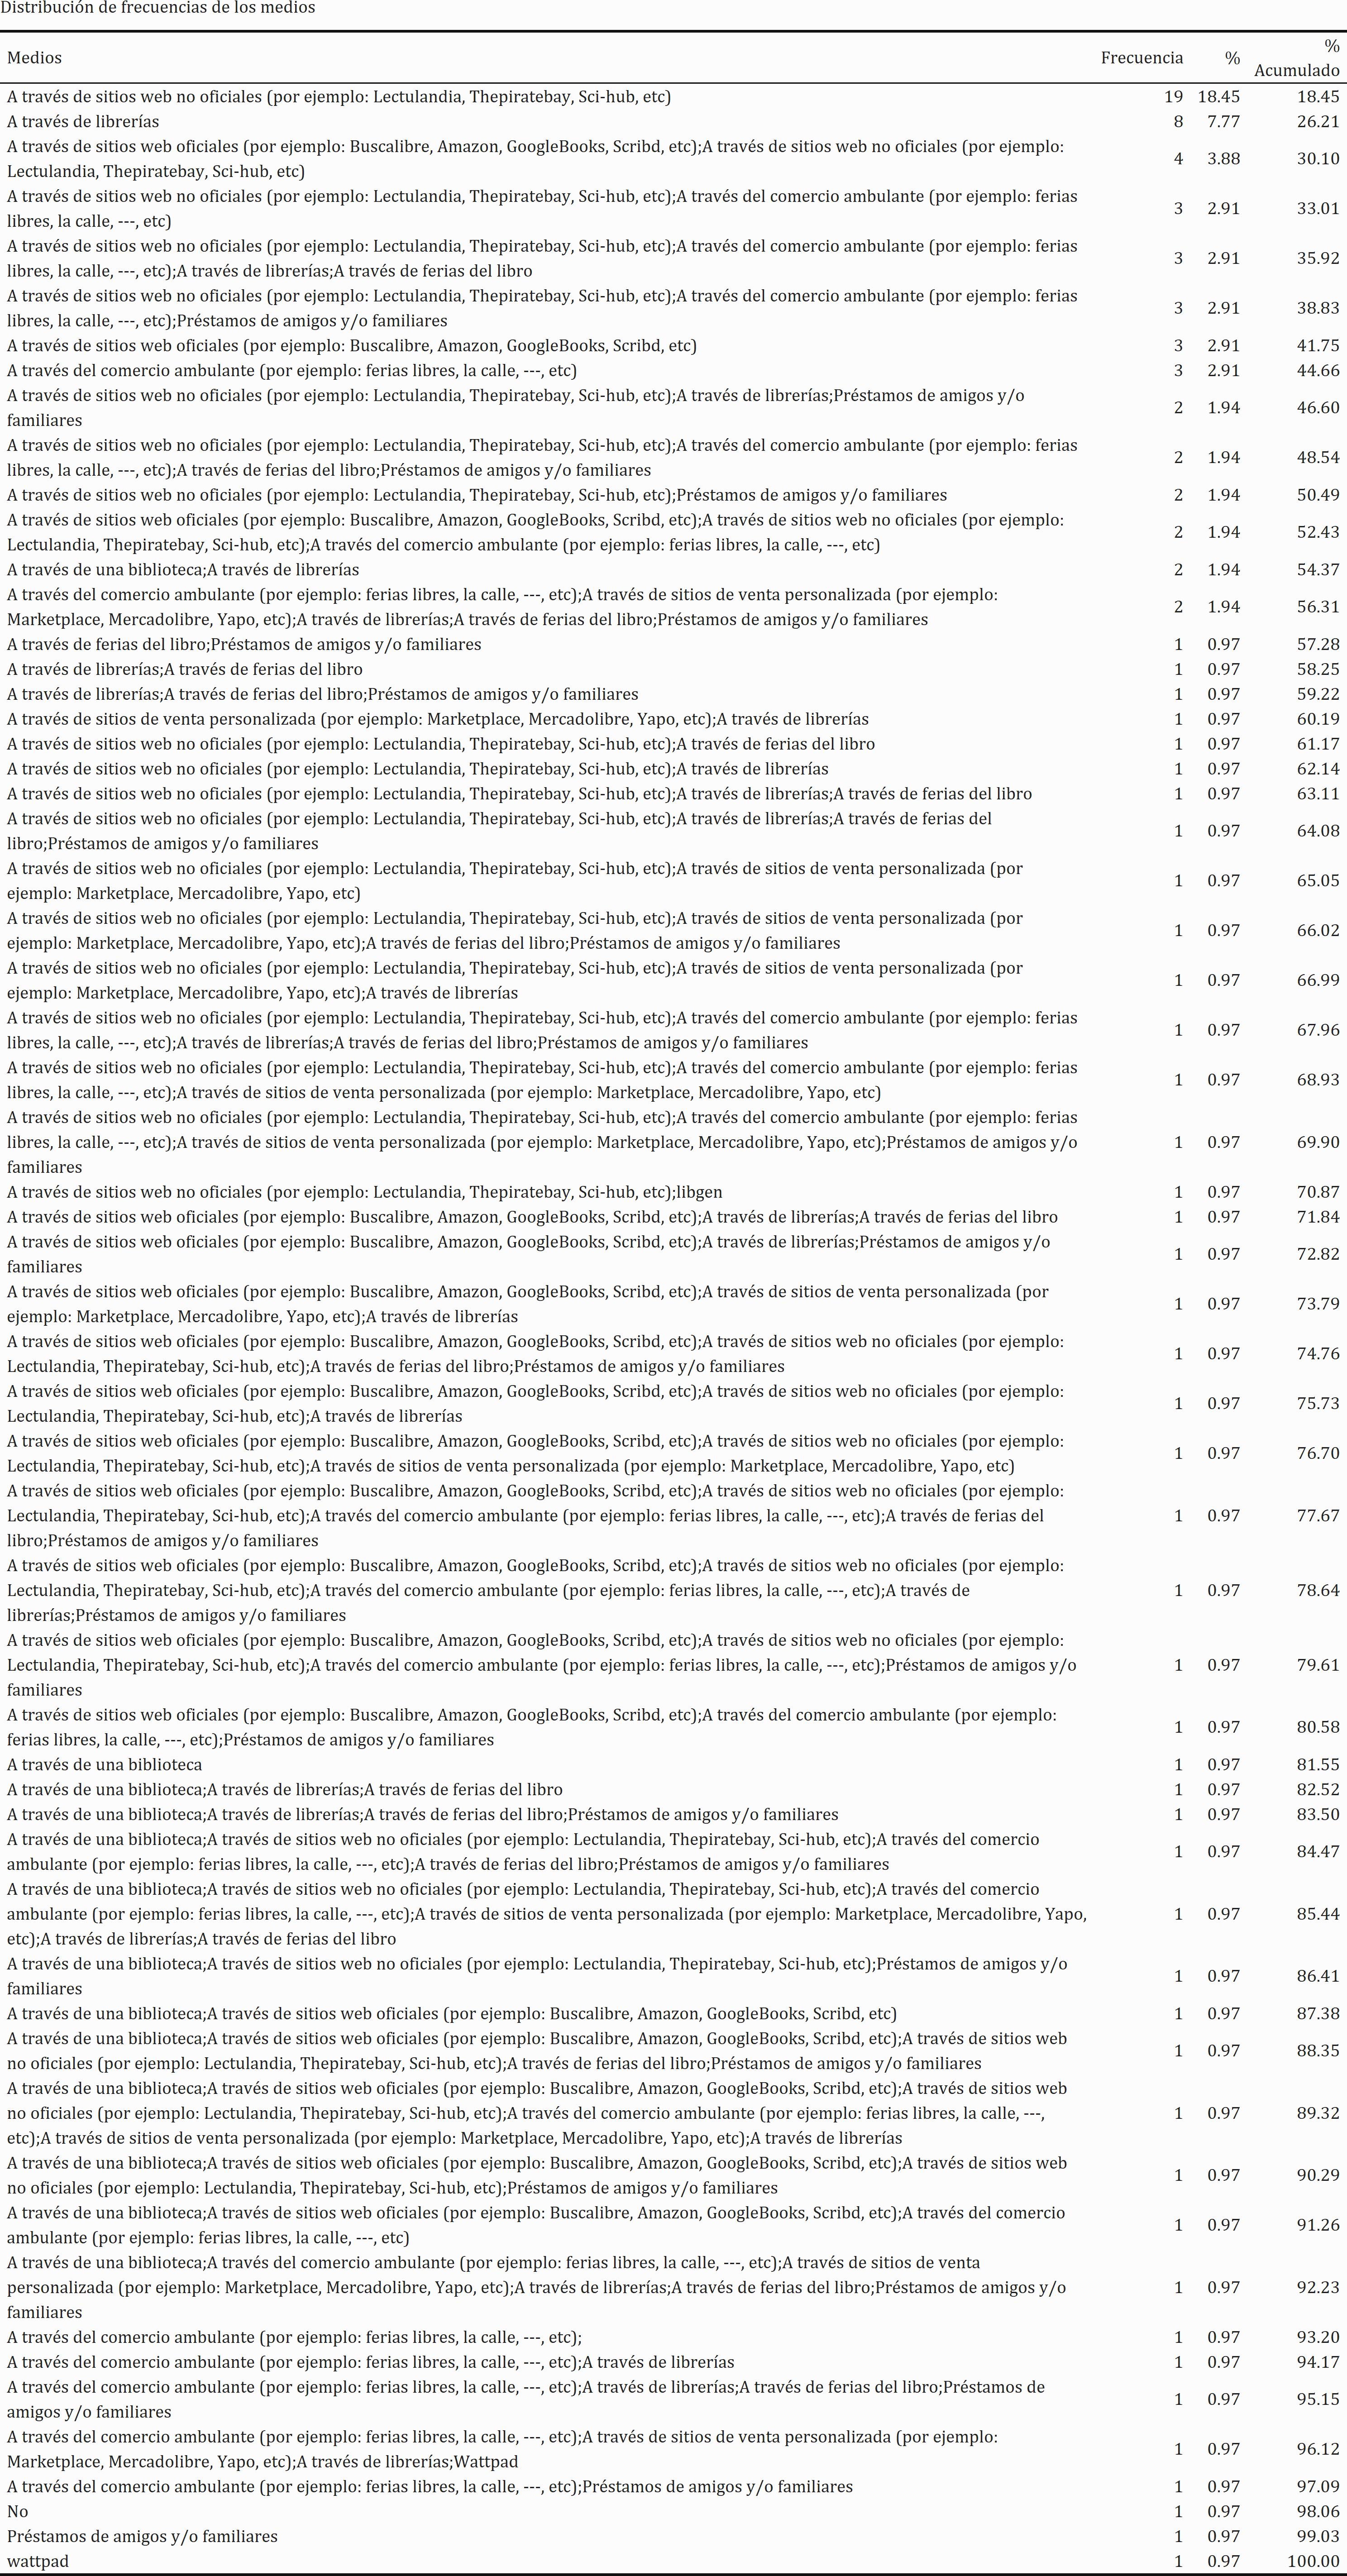 Distribución de frecuencias de los medios
Medios Frecuencia % % Acumulado
A través de sitios web no oficiales (por ejemplo: Lectulandia, Thepiratebay, Sci-hub, etc) 19 18.45 18.45
A través de librerías 8 7.77 26.21
A través de sitios web oficiales (por ejemplo: Buscalibre, Amazon, GoogleBooks, Scribd, etc);A través de sitios web no oficiales (por ejemplo:
Lectulandia, Thepiratebay, Sci-hub, etc) 4 3.88 30.10
A través de sitios web no oficiales (por ejemplo: Lectulandia, Thepiratebay, Sci-hub, etc);A través del comercio ambulante (por ejemplo: ferias
libres, la calle, ---, etc) 3 2.91 33.01
A través de sitios web no oficiales (por ejemplo: Lectulandia, Thepiratebay, Sci-hub, etc);A través del comercio ambulante (por ejemplo: ferias
libres, la calle, ---, etc);A través de librerías;A través de ferias del libro 3 2.91 35.92
A través de sitios web no oficiales (por ejemplo: Lectulandia, Thepiratebay, Sci-hub, etc);A través del comercio ambulante (por ejemplo: ferias
libres, la calle, ---, etc);Préstamos de amigos y/o familiares 3 2.91 38.83
A través de sitios web oficiales (por ejemplo: Buscalibre, Amazon, GoogleBooks, Scribd, etc) 3 2.91 41.75
A través del comercio ambulante (por ejemplo: ferias libres, la calle, ---, etc) 3 2.91 44.66
A través de sitios web no oficiales (por ejemplo: Lectulandia, Thepiratebay, Sci-hub, etc);A través de librerías;Préstamos de amigos y/o
familiares 2 1.94 46.60
A través de sitios web no oficiales (por ejemplo: Lectulandia, Thepiratebay, Sci-hub, etc);A través del comercio ambulante (por ejemplo: ferias
libres, la calle, ---, etc);A través de ferias del libro;Préstamos de amigos y/o familiares 2 1.94 48.54
A través de sitios web no oficiales (por ejemplo: Lectulandia, Thepiratebay, Sci-hub, etc);Préstamos de amigos y/o familiares 2 1.94 50.49
A través de sitios web oficiales (por ejemplo: Buscalibre, Amazon, GoogleBooks, Scribd, etc);A través de sitios web no oficiales (por ejemplo:
Lectulandia, Thepiratebay, Sci-hub, etc);A través del comercio ambulante (por ejemplo: ferias libres, la calle, ---, etc) 2 1.94 52.43
A través de una biblioteca;A través de librerías 2 1.94 54.37
A través del comercio ambulante (por ejemplo: ferias libres, la calle, ---, etc);A través de sitios de venta personalizada (por ejemplo:
Marketplace, Mercadolibre, Yapo, etc);A través de librerías;A través de ferias del libro;Préstamos de amigos y/o familiares 2 1.94 56.31
A través de ferias del libro;Préstamos de amigos y/o familiares 1 0.97 57.28
A través de librerías;A través de ferias del libro 1 0.97 58.25
A través de librerías;A través de ferias del libro;Préstamos de amigos y/o familiares 1 0.97 59.22
A través de sitios de venta personalizada (por ejemplo: Marketplace, Mercadolibre, Yapo, etc);A través de librerías 1 0.97 60.19
A través de sitios web no oficiales (por ejemplo: Lectulandia, Thepiratebay, Sci-hub, etc);A través de ferias del libro 1 0.97 61.17
A través de sitios web no oficiales (por ejemplo: Lectulandia, Thepiratebay, Sci-hub, etc);A través de librerías 1 0.97 62.14
A través de sitios web no oficiales (por ejemplo: Lectulandia, Thepiratebay, Sci-hub, etc);A través de librerías;A través de ferias del libro 1 0.97 63.11
A través de sitios web no oficiales (por ejemplo: Lectulandia, Thepiratebay, Sci-hub, etc);A través de librerías;A través de ferias del
libro;Préstamos de amigos y/o familiares 1 0.97 64.08
A través de sitios web no oficiales (por ejemplo: Lectulandia, Thepiratebay, Sci-hub, etc);A través de sitios de venta personalizada (por
ejemplo: Marketplace, Mercadolibre, Yapo, etc) 1 0.97 65.05
A través de sitios web no oficiales (por ejemplo: Lectulandia, Thepiratebay, Sci-hub, etc);A través de sitios de venta personalizada (por
ejemplo: Marketplace, Mercadolibre, Yapo, etc);A través de ferias del libro;Préstamos de amigos y/o familiares 1 0.97 66.02
A través de sitios web no oficiales (por ejemplo: Lectulandia, Thepiratebay, Sci-hub, etc);A través de sitios de venta personalizada (por
ejemplo: Marketplace, Mercadolibre, Yapo, etc);A través de librerías 1 0.97 66.99
A través de sitios web no oficiales (por ejemplo: Lectulandia, Thepiratebay, Sci-hub, etc);A través del comercio ambulante (por ejemplo: ferias
libres, la calle, ---, etc);A través de librerías;A través de ferias del libro;Préstamos de amigos y/o familiares 1 0.97 67.96
A través de sitios web no oficiales (por ejemplo: Lectulandia, Thepiratebay, Sci-hub, etc);A través del comercio ambulante (por ejemplo: ferias
libres, la calle, ---, etc);A través de sitios de venta personalizada (por ejemplo: Marketplace, Mercadolibre, Yapo, etc) 1 0.97 68.93
A través de sitios web no oficiales (por ejemplo: Lectulandia, Thepiratebay, Sci-hub, etc);A través del comercio ambulante (por ejemplo: ferias
libres, la calle, ---, etc);A través de sitios de venta personalizada (por ejemplo: Marketplace, Mercadolibre, Yapo, etc);Préstamos de amigos y/o
familiares 1 0.97 69.90
A través de sitios web no oficiales (por ejemplo: Lectulandia, Thepiratebay, Sci-hub, etc);libgen 1 0.97 70.87
A través de sitios web oficiales (por ejemplo: Buscalibre, Amazon, GoogleBooks, Scribd, etc);A través de librerías;A través de ferias del libro 1 0.97 71.84
A través de sitios web oficiales (por ejemplo: Buscalibre, Amazon, GoogleBooks, Scribd, etc);A través de librerías;Préstamos de amigos y/o
familiares 1 0.97 72.82
A través de sitios web oficiales (por ejemplo: Buscalibre, Amazon, GoogleBooks, Scribd, etc);A través de sitios de venta personalizada (por
ejemplo: Marketplace, Mercadolibre, Yapo, etc);A través de librerías 1 0.97 73.79
A través de sitios web oficiales (por ejemplo: Buscalibre, Amazon, GoogleBooks, Scribd, etc);A través de sitios web no oficiales (por ejemplo:
Lectulandia, Thepiratebay, Sci-hub, etc);A través de ferias del libro;Préstamos de amigos y/o familiares 1 0.97 74.76
A través de sitios web oficiales (por ejemplo: Buscalibre, Amazon, GoogleBooks, Scribd, etc);A través de sitios web no oficiales (por ejemplo:
Lectulandia, Thepiratebay, Sci-hub, etc);A través de librerías 1 0.97 75.73
A través de sitios web oficiales (por ejemplo: Buscalibre, Amazon, GoogleBooks, Scribd, etc);A través de sitios web no oficiales (por ejemplo:
Lectulandia, Thepiratebay, Sci-hub, etc);A través de sitios de venta personalizada (por ejemplo: Marketplace, Mercadolibre, Yapo, etc) 1 0.97 76.70
A través de sitios web oficiales (por ejemplo: Buscalibre, Amazon, GoogleBooks, Scribd, etc);A través de sitios web no oficiales (por ejemplo:
Lectulandia, Thepiratebay, Sci-hub, etc);A través del comercio ambulante (por ejemplo: ferias libres, la calle, ---, etc);A través de ferias del
libro;Préstamos de amigos y/o familiares 1 0.97 77.67
A través de sitios web oficiales (por ejemplo: Buscalibre, Amazon, GoogleBooks, Scribd, etc);A través de sitios web no oficiales (por ejemplo:
Lectulandia, Thepiratebay, Sci-hub, etc);A través del comercio ambulante (por ejemplo: ferias libres, la calle, ---, etc);A través de
librerías;Préstamos de amigos y/o familiares 1 0.97 78.64
A través de sitios web oficiales (por ejemplo: Buscalibre, Amazon, GoogleBooks, Scribd, etc);A través de sitios web no oficiales (por ejemplo:
Lectulandia, Thepiratebay, Sci-hub, etc);A través del comercio ambulante (por ejemplo: ferias libres, la calle, ---, etc);Préstamos de amigos y/o
familiares 1 0.97 79.61
A través de sitios web oficiales (por ejemplo: Buscalibre, Amazon, GoogleBooks, Scribd, etc);A través del comercio ambulante (por ejemplo:
ferias libres, la calle, ---, etc);Préstamos de amigos y/o familiares 1 0.97 80.58
A través de una biblioteca 1 0.97 81.55
A través de una biblioteca;A través de librerías;A través de ferias del libro 1 0.97 82.52
A través de una biblioteca;A través de librerías;A través de ferias del libro;Préstamos de amigos y/o familiares 1 0.97 83.50
A través de una biblioteca;A través de sitios web no oficiales (por ejemplo: Lectulandia, Thepiratebay, Sci-hub, etc);A través del comercio
ambulante (por ejemplo: ferias libres, la calle, ---, etc);A través de ferias del libro;Préstamos de amigos y/o familiares 1 0.97 84.47
A través de una biblioteca;A través de sitios web no oficiales (por ejemplo: Lectulandia, Thepiratebay, Sci-hub, etc);A través del comercio
ambulante (por ejemplo: ferias libres, la calle, ---, etc);A través de sitios de venta personalizada (por ejemplo: Marketplace, Mercadolibre, Yapo,
etc);A través de librerías;A través de ferias del libro 1 0.97 85.44
A través de una biblioteca;A través de sitios web no oficiales (por ejemplo: Lectulandia, Thepiratebay, Sci-hub, etc);Préstamos de amigos y/o
familiares 1 0.97 86.41
A través de una biblioteca;A través de sitios web oficiales (por ejemplo: Buscalibre, Amazon, GoogleBooks, Scribd, etc) 1 0.97 87.38
A través de una biblioteca;A través de sitios web oficiales (por ejemplo: Buscalibre, Amazon, GoogleBooks, Scribd, etc);A través de sitios web
no oficiales (por ejemplo: Lectulandia, Thepiratebay, Sci-hub, etc);A través de ferias del libro;Préstamos de amigos y/o familiares 1 0.97 88.35
A través de una biblioteca;A través de sitios web oficiales (por ejemplo: Buscalibre, Amazon, GoogleBooks, Scribd, etc);A través de sitios web
no oficiales (por ejemplo: Lectulandia, Thepiratebay, Sci-hub, etc);A través del comercio ambulante (por ejemplo: ferias libres, la calle, ---,
etc);A través de sitios de venta personalizada (por ejemplo: Marketplace, Mercadolibre, Yapo, etc);A través de librerías 1 0.97 89.32
A través de una biblioteca;A través de sitios web oficiales (por ejemplo: Buscalibre, Amazon, GoogleBooks, Scribd, etc);A través de sitios web
no oficiales (por ejemplo: Lectulandia, Thepiratebay, Sci-hub, etc);Préstamos de amigos y/o familiares 1 0.97 90.29
A través de una biblioteca;A través de sitios web oficiales (por ejemplo: Buscalibre, Amazon, GoogleBooks, Scribd, etc);A través del comercio
ambulante (por ejemplo: ferias libres, la calle, ---, etc) 1 0.97 91.26
A través de una biblioteca;A través del comercio ambulante (por ejemplo: ferias libres, la calle, ---, etc);A través de sitios de venta
personalizada (por ejemplo: Marketplace, Mercadolibre, Yapo, etc);A través de librerías;A través de ferias del libro;Préstamos de amigos y/o
familiares 1 0.97 92.23
A través del comercio ambulante (por ejemplo: ferias libres, la calle, ---, etc); 1 0.97 93.20
A través del comercio ambulante (por ejemplo: ferias libres, la calle, ---, etc);A través de librerías 1 0.97 94.17
A través del comercio ambulante (por ejemplo: ferias libres, la calle, ---, etc);A través de librerías;A través de ferias del libro;Préstamos de
amigos y/o familiares 1 0.97 95.15
A través del comercio ambulante (por ejemplo: ferias libres, la calle, ---, etc);A través de sitios de venta personalizada (por ejemplo:
Marketplace, Mercadolibre, Yapo, etc);A través de librerías;Wattpad 1 0.97 96.12
A través del comercio ambulante (por ejemplo: ferias libres, la calle, ---, etc);Préstamos de amigos y/o familiares 1 0.97 97.09
No 1 0.97 98.06
Préstamos de amigos y/o familiares 1 0.97 99.03
wattpad 1 0.97 100.00